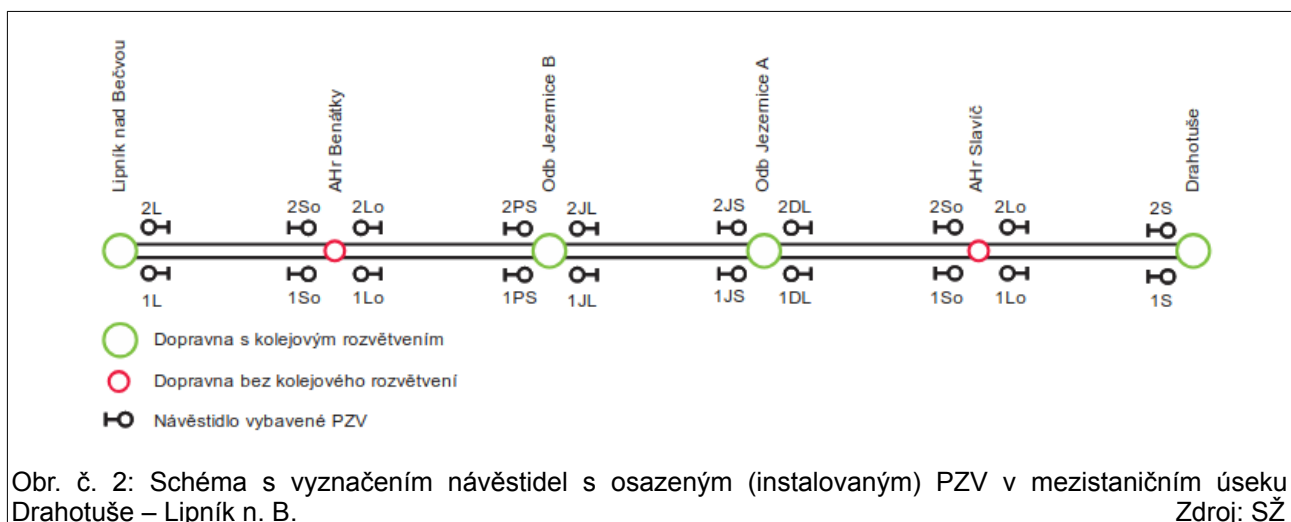 Lipník nad Bečvou
AHr Benátky
Odb Jezernice B
Odb Jezernice A
AHr Slavíč
Drahotuše
2L 2So 2Lo 2PS 2JL 2JS 2DL 2So 2Lo 2S
1L 1So 1Lo 1PS 1JL 1JS 1DL 1So 1Lo 1S
Dopravna s kolejovým rozvětvením
Dopravna bez kolejového rozvětvení
Návěstidlo vybavené PZV
Obr. č. 2: Schéma s vyznačením návěstidel s osazeným (instalovaným) PZV v mezistaničním úseku
Drahotuše – Lipník n. B. Zdroj: SŽ